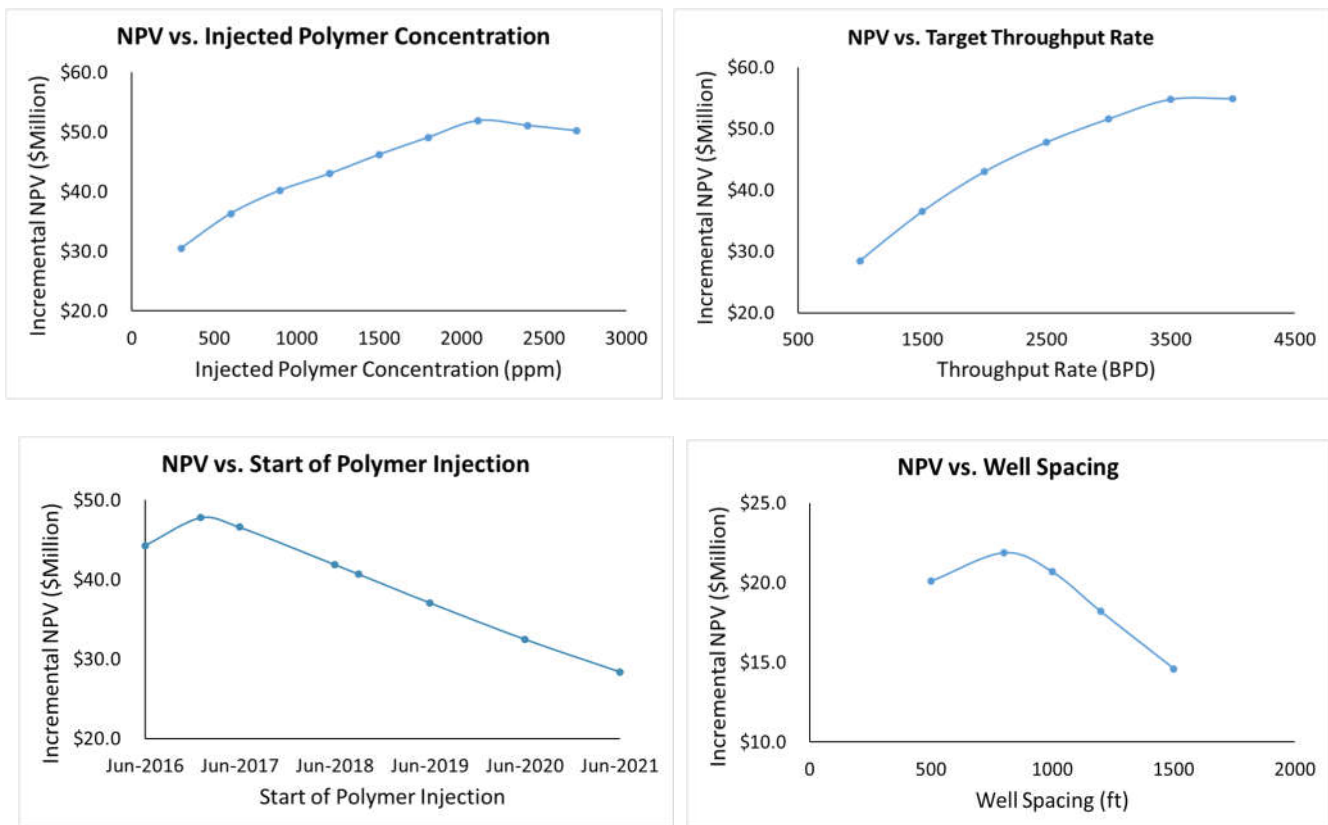 NPV vs. Injected Polymer Concentration
Incremental NPV ($Million)
$60.0
$50.0
$40.0
$30.0
$20.0
0 500 1000 1500 2000 2500 3000
Injected Polymer Concentration (ppm)
NPV vs. Target Throughput Rate
Incremental NPV ($Million)
$60.0
$50.0
$40.0
$30.0
$20.0
500 1500 2500 3500 4500
Throughput Rate (BPD)
NPV vs. Start of Polymer Injection
Incremental NPV ($Million)
$50.0
$40.0
$30.0
$20.0
Jun-2016 Jun-2017 Jun-2018 Jun-2019 Jun-2020 Jun-2021
Start of Polymer Injection
NPV vs. Well Spacing
Incremental NPV ($Million)
$25.0
$20.0
$15.0
$10.0
0 500 1000 1500 2000
Well Spacing (ft)